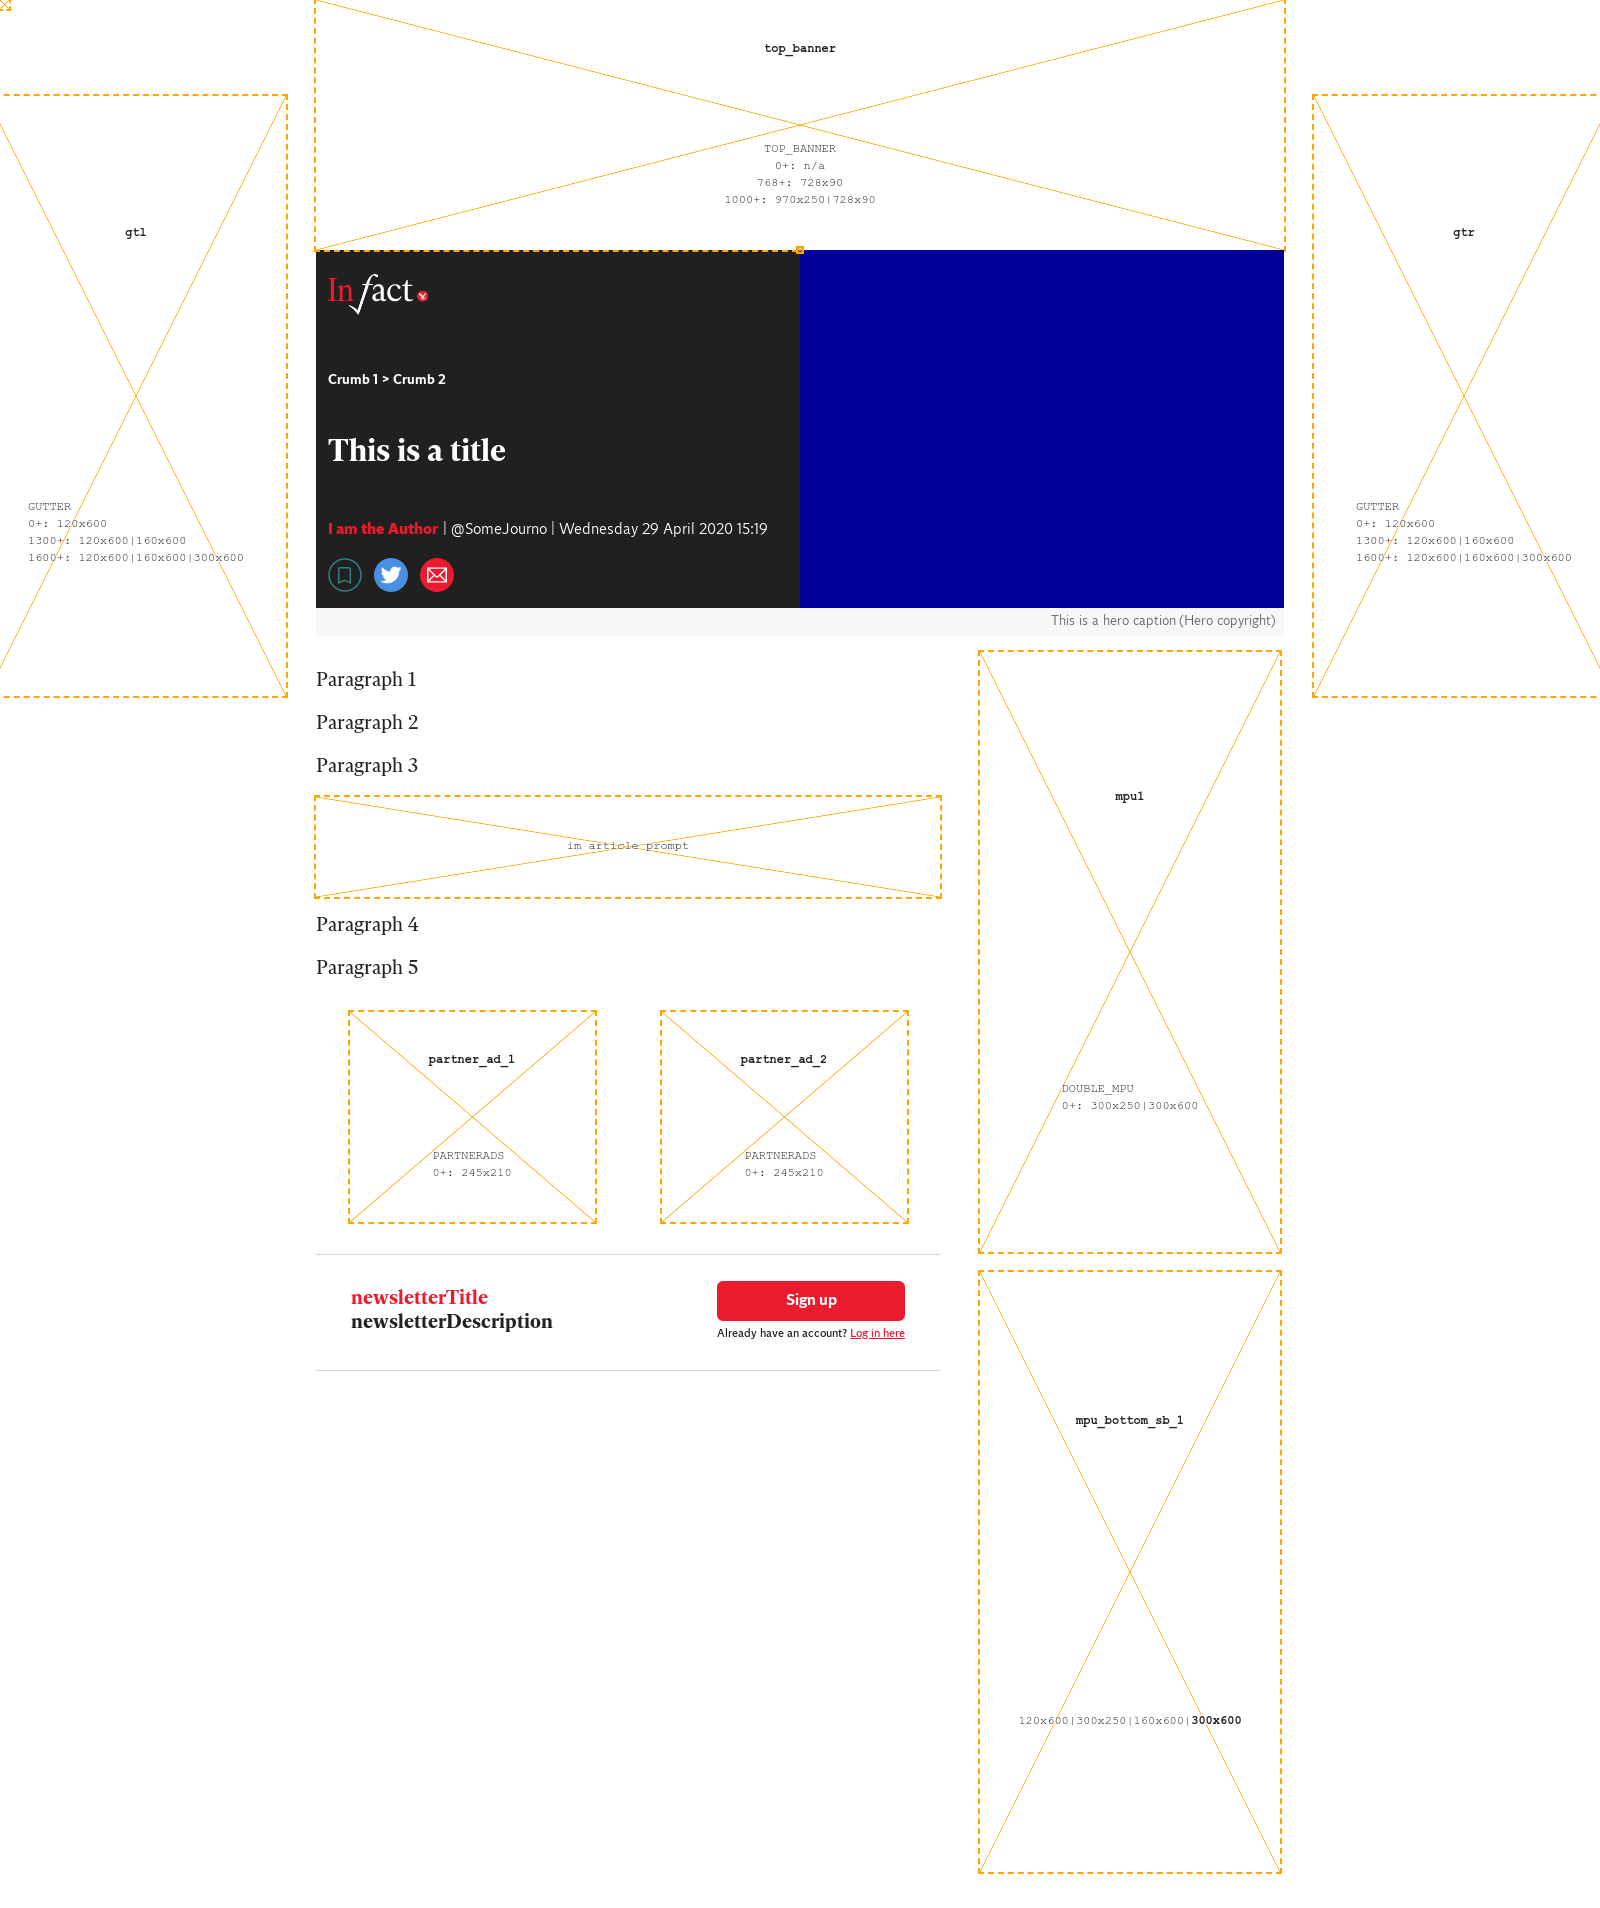 top_banner
TOP_BANNER
0+: n/a
768+: 728x90
1000+: 970x250|728x90
gtl
GUTTER
0+: 120x600
1300+: 120x600|160x600
1600+: 120x600|160x600|300x600
gtr
GUTTER
0+: 120x600
1300+: 120x600|160x600
1600+: 120x600|160x600|300x600
In fact
Crumb 1 > Crumb 2
This is a title
I am the Author | @SomeJourno | Wednesday 29 April 2020 15:19
This is a hero caption (Hero copyright)
Paragraph 1
Paragraph 2
Paragraph 3
im article prompt
Paragraph 4
Paragraph 5
partner_ad_1
PARTNERADS
0+: 245x210
partner_ad_2
PARTNERADS
0+: 245x210
newsletterTitle
newsletterDescription
Sign up
Already have an account? Log in here
mpu1
DOUBLE_MPU
0+: 300x250|300x600
mpu_bottom_sb_1
120x600|300x250|160x600|300x600